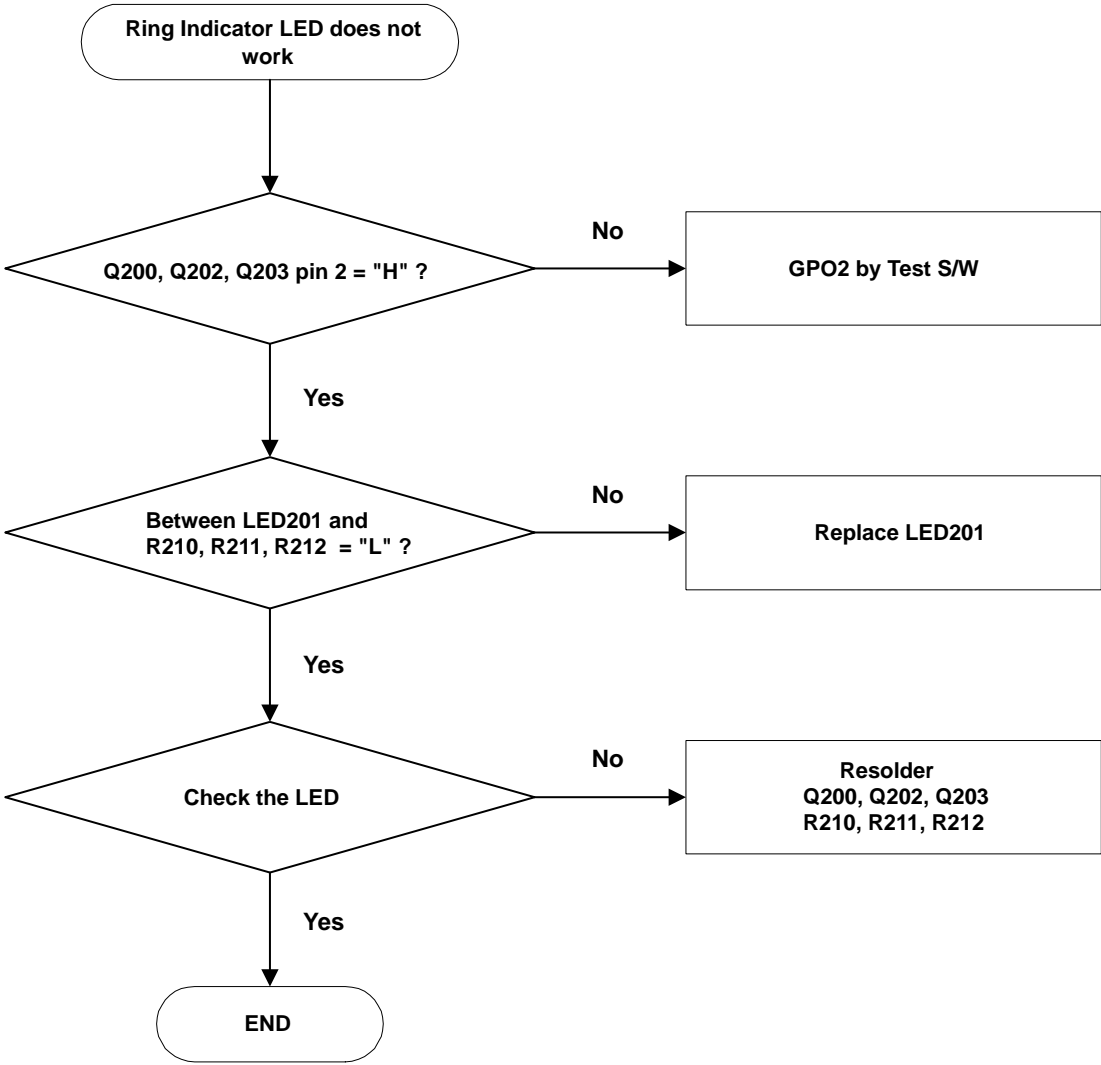 Ring Indicator LED does not
work
No
Q200, Q202, Q203 pin 2 = "H" ?
GPO2 by Test S/W
Yes
No
Between LED201 and
R210, R211, R212 = "L" ?
Replace LED201
Yes
No
Check the LED
Resolder
Q200, Q202, Q203
R210, R211, R212
Yes
END